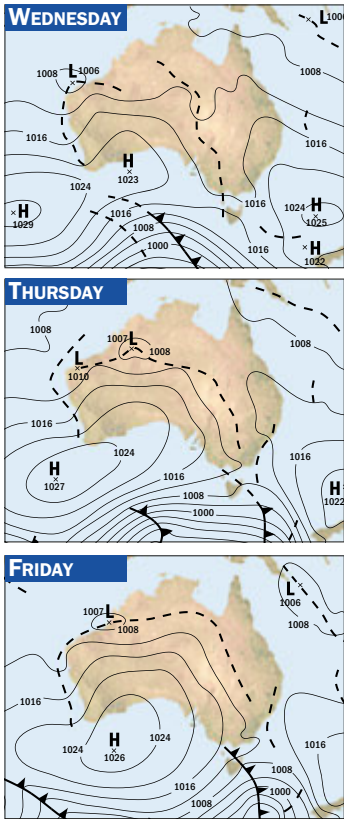 WEDNESDAY
L 1006
1008 L 1006
1008
1016
1016
H
1023
1024
H
1029
1016
1008
1000
1024 H
1025
H
1022
THURSDAY
1008
1007 L
1008
L
1010
1008
1016
1024
H
1027
1016
1016
1008
1000
H
1022
FRIDAY
L
1006
1008
1007 L
1008
1016
1024
1024
H
1026
1016
1016
1008
1008
1000